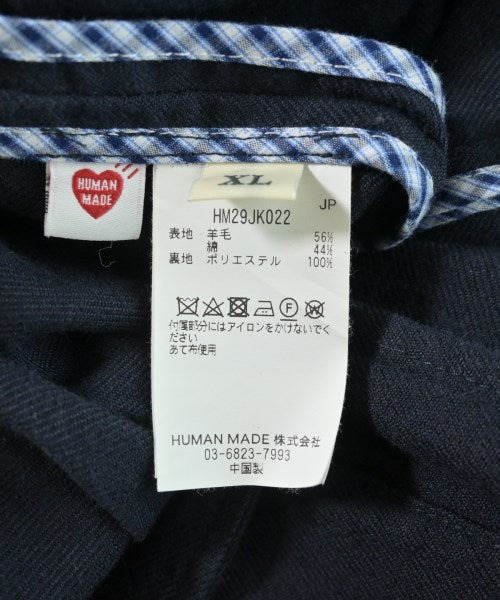 HUMAN
MADE
XL
JP
HM29JK022
表地 羊毛 56%
綿 44%
裏地 ポリエステル 100%
付属部分にはアイロンをかけないでく
ださい
あて布使用
HUMAN MADE 株式会社
03-6823-7993
中国製